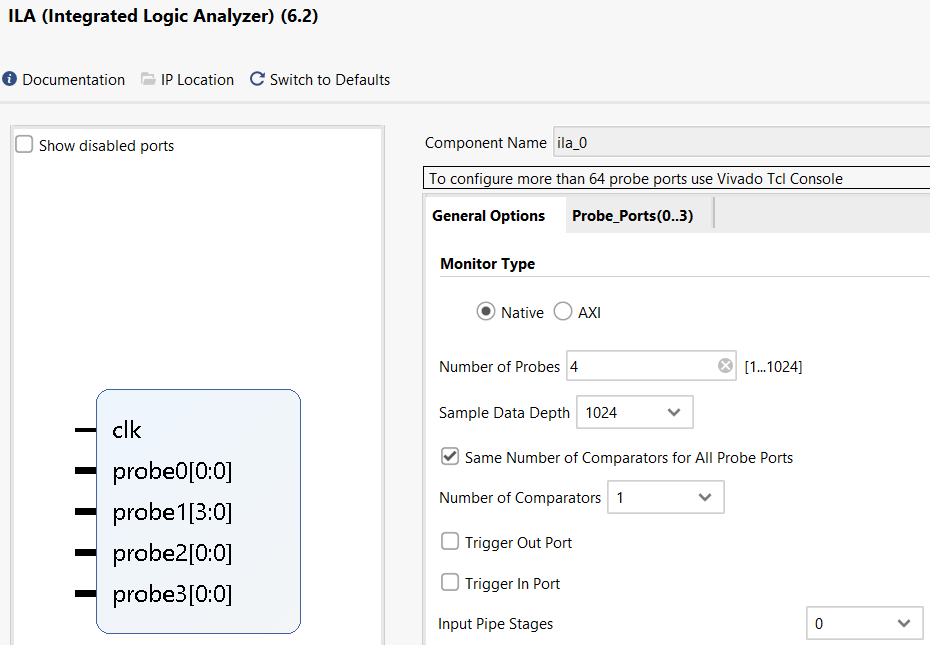 ILA (Integrated Logic Analyzer) (6.2)
Documentation IP Location Switch to Defaults
Show disabled ports
clk
probe0[0:0]
probe1[3:0]
probe2[0:0]
probe3[0:0]
Component Name ila_0
To configure more than 64 probe ports use Vivado Tcl Console
General Options Probe_Ports(0..3)
Monitor Type
Native AXI
Number of Probes 4 [1...1024]
Sample Data Depth 1024
Same Number of Comparators for All Probe Ports
Number of Comparators 1
Trigger Out Port
Trigger In Port
Input Pipe Stages 0